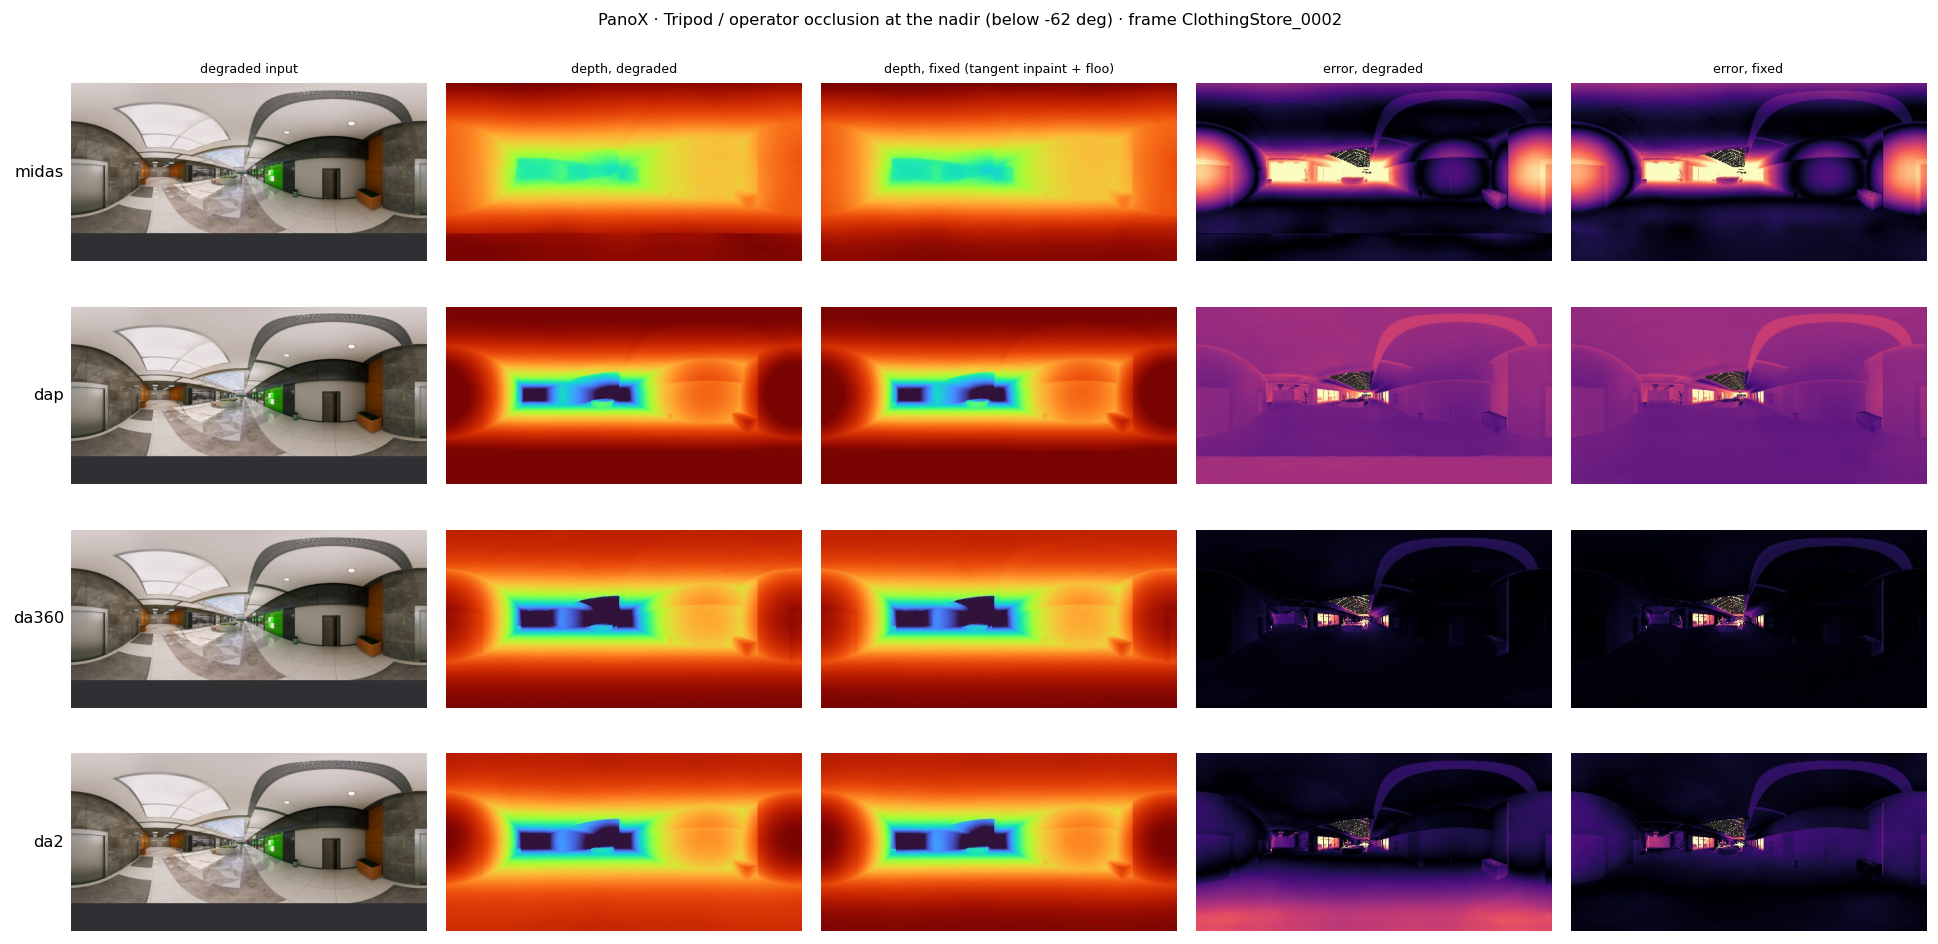 PanoX · Tripod / operator occlusion at the nadir (below -62 deg) · frame ClothingStore_0002
degraded input
depth, degraded
depth, fixed (tangent inpaint + floo)
error, degraded
error, fixed
midas
dap
da360
da2